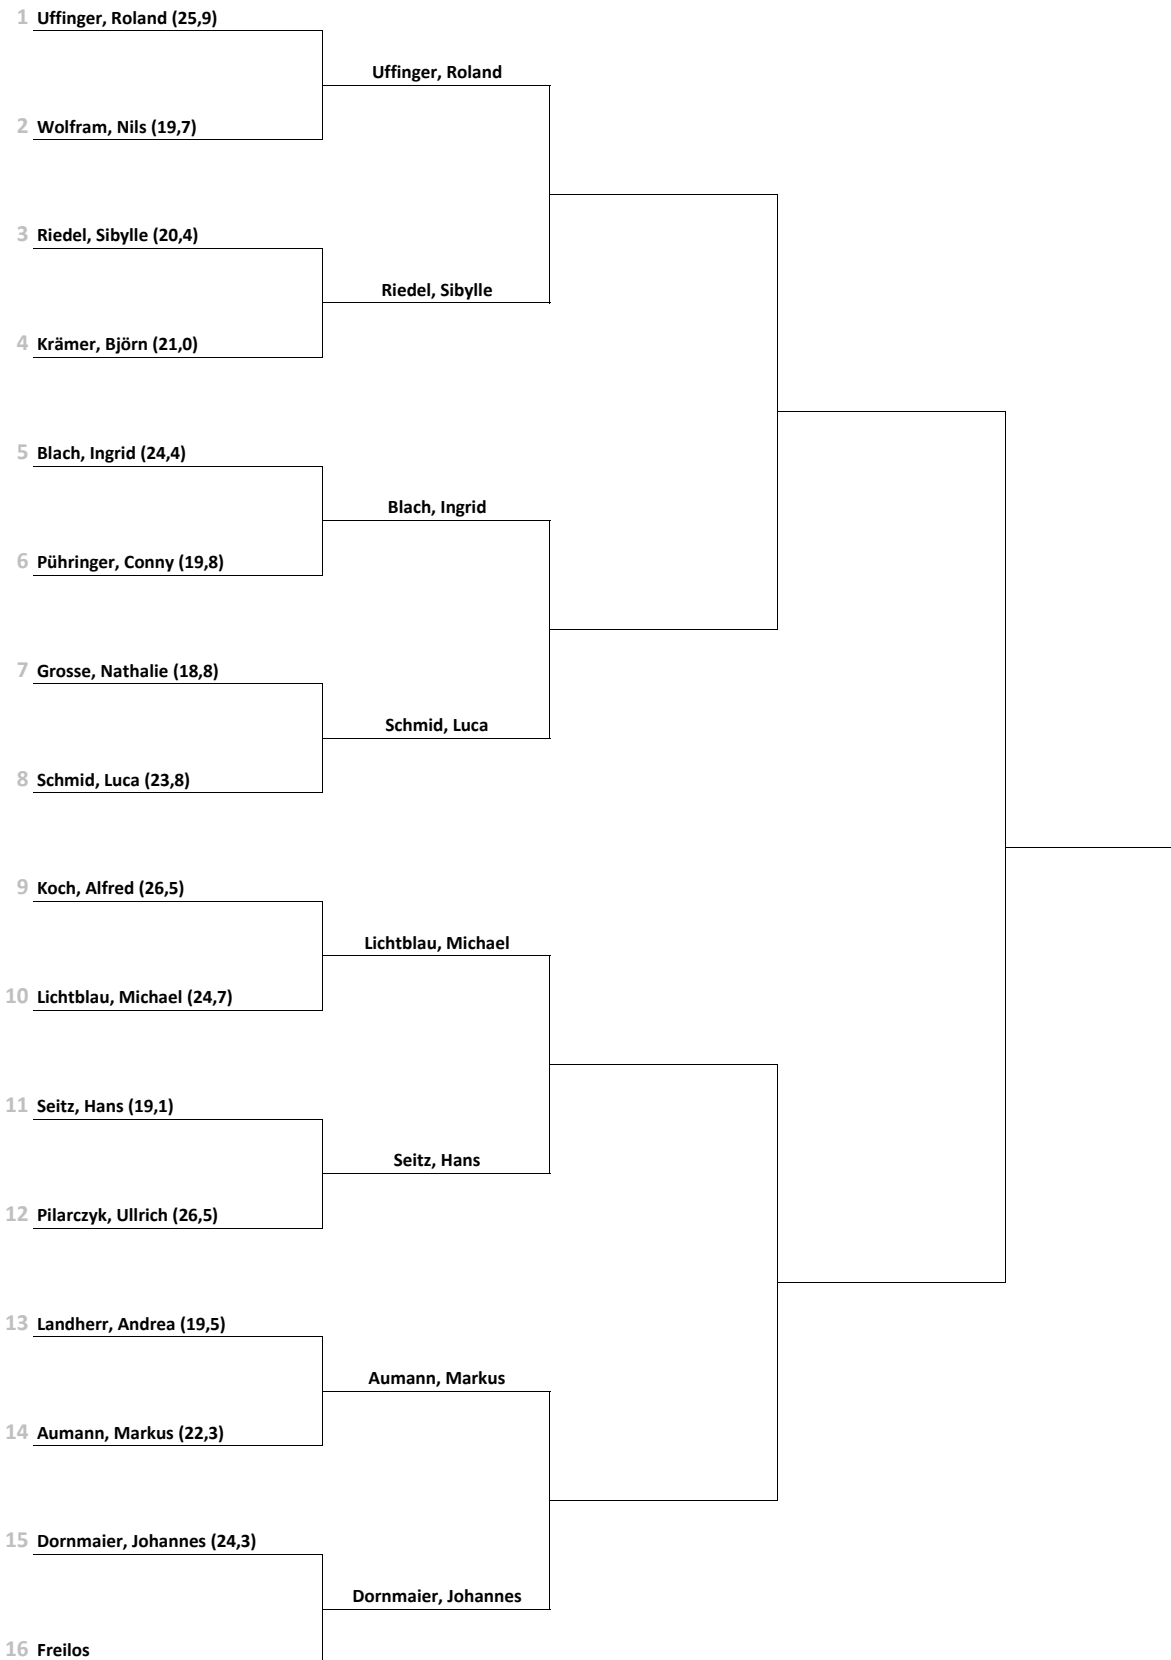 1 Uffinger, Roland (25,9)
Uffinger, Roland
2 Wolfram, Nils (19,7)
3 Riedel, Sibylle (20,4)
Riedel, Sibylle
4 Krämer, Björn (21,0)
5 Blach, Ingrid (24,4)
Blach, Ingrid
6 Pühringer, Conny (19,8)
7 Grosse, Nathalie (18,8)
Schmid, Luca
8 Schmid, Luca (23,8)
9 Koch, Alfred (26,5)
Lichtblau, Michael
10 Lichtblau, Michael (24,7)
11 Seitz, Hans (19,1)
Seitz, Hans
12 Pilarczyk, Ullrich (26,5)
13 Landherr, Andrea (19,5)
Aumann, Markus
14 Aumann, Markus (22,3)
15 Dornmaier, Johannes (24,3)
Dornmaier, Johannes
16 Freilos